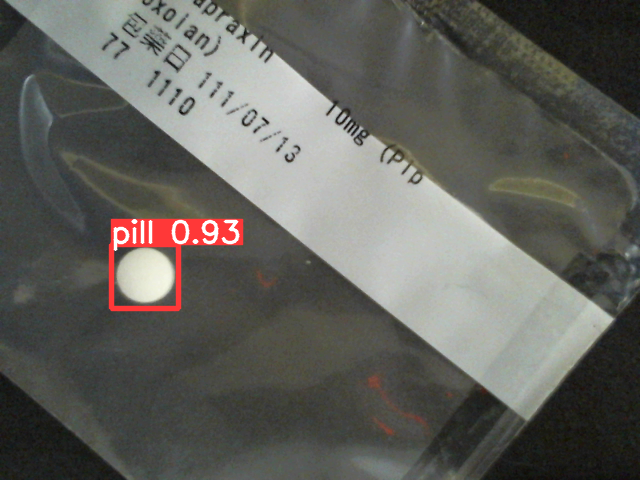 apraxin 10mg (Pip
oxolan)
包藥日 111/07/13
77 1110
pill 0.93